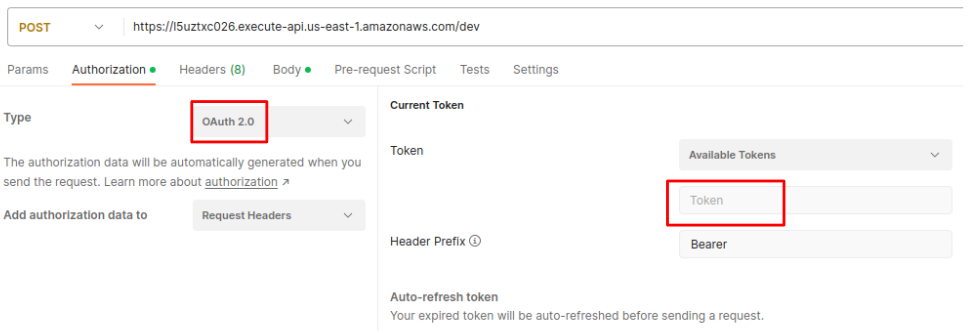 POST https://l5uztxc026.execute-api.us-east-1.amazonaws.com/dev
Params Authorization Headers (8) Body Pre-request Script Tests Settings
Type
OAuth 2.0
The authorization data will be automatically generated when you
send the request. Learn more about authorization ↗
Add authorization data to
Request Headers
Current Token
Token
Available Tokens
Token
Header Prefix
Bearer
Auto-refresh token
Your expired token will be auto-refreshed before sending a request.